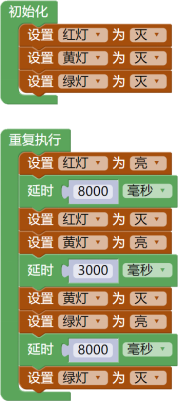 初始化
设置 红灯 为 灭
设置 黄灯 为 灭
设置 绿灯 为 灭
重复执行
设置 红灯 为 亮
延时 8000 毫秒
设置 红灯 为 灭
设置 黄灯 为 亮
延时 3000 毫秒
设置 黄灯 为 灭
设置 绿灯 为 亮
延时 8000 毫秒
设置 绿灯 为 灭